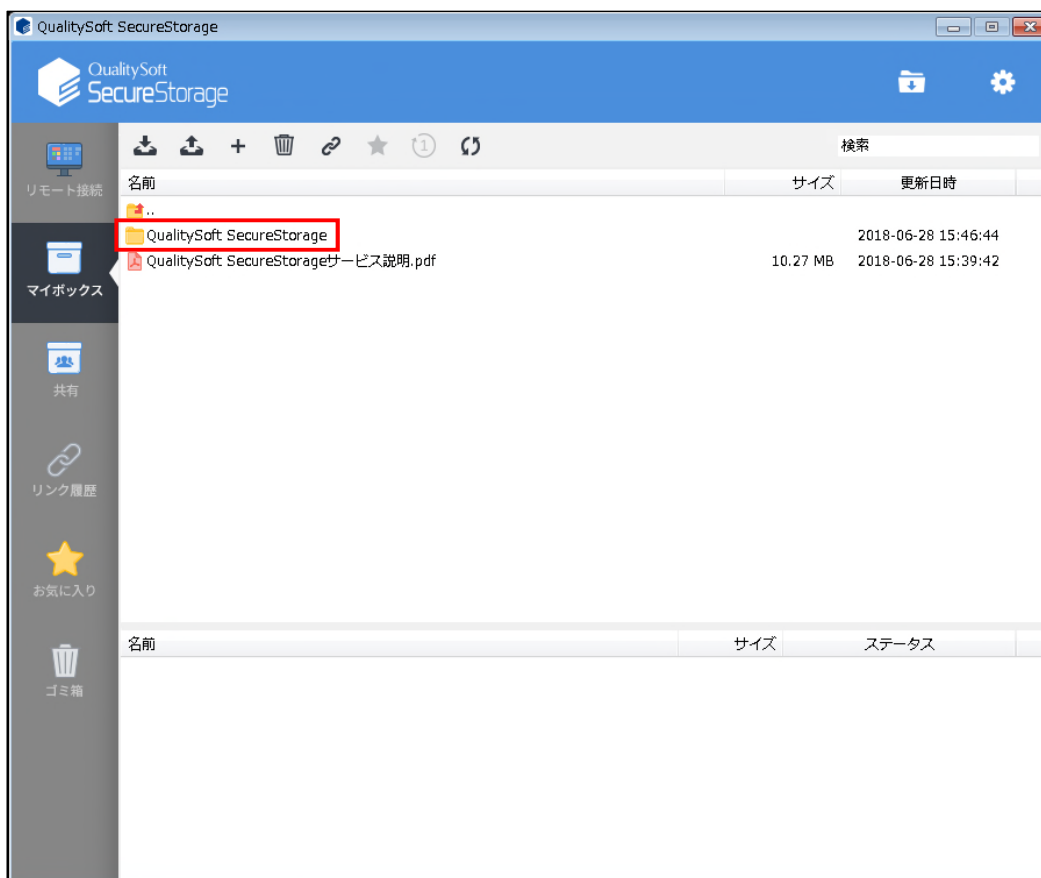 QualitySoft SecureStorage
QualitySoft
SecureStorage
検索
リモート接続
マイボックス
共有
リンク履歴
お気に入り
ゴミ箱
名前 サイズ 更新日時
..
QualitySoft SecureStorage 2018-06-28 15:46:44
QualitySoft SecureStorageサービス説明.pdf 10.27 MB 2018-06-28 15:39:42
名前 サイズ ステータス